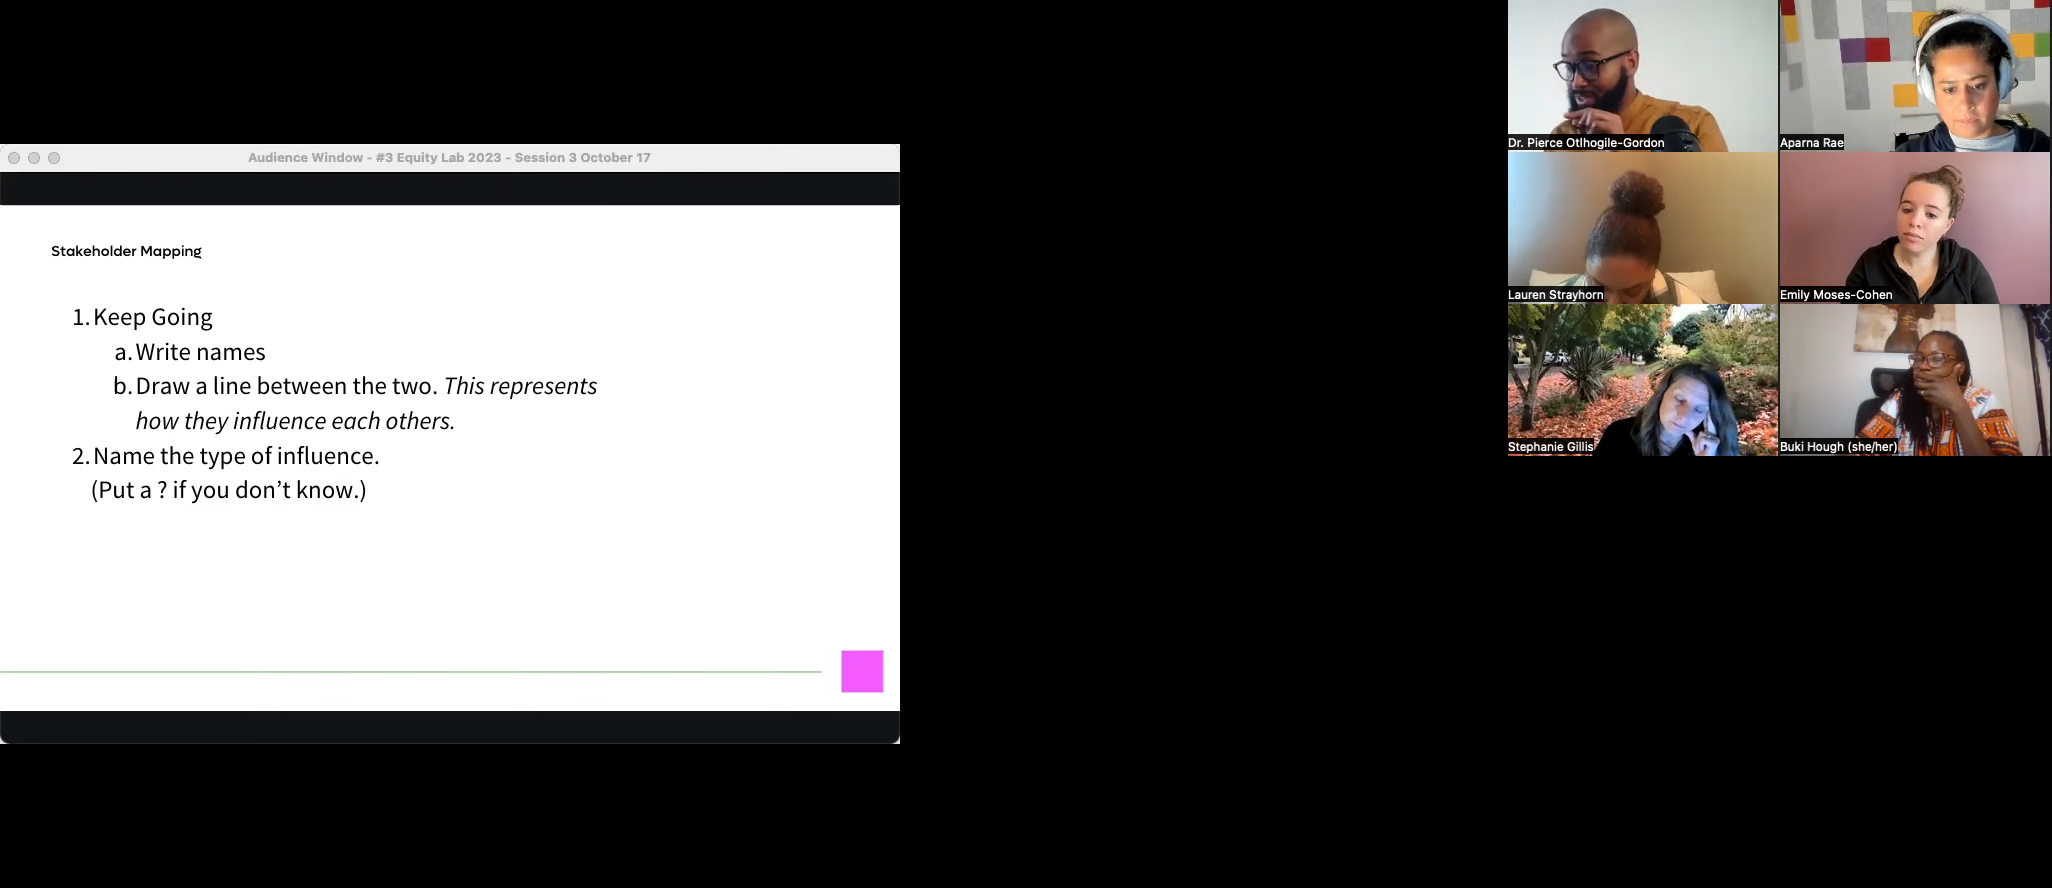 Audience Window - #3 Equity Lab 2023 - Session 3 October 17
Stakeholder Mapping
1. Keep Going
a. Write names
b. Draw a line between the two. This represents
how they influence each others.
2. Name the type of influence.
(Put a ? if you don’t know.)
Dr. Pierce Otlhogile-Gordon
Aparna Rae
Lauren Strayhorn
Emily Moses-Cohen
Stephanie Gillis
Buki Hough (she/her)